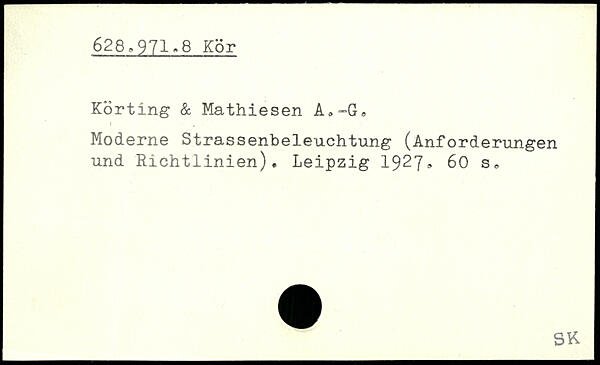 628.971.8 Kör
Körting & Mathiesen A.-G.
Moderne Strassenbeleuchtung (Anforderungen
und Richtlinien). Leipzig 1927. 60 s.
SK